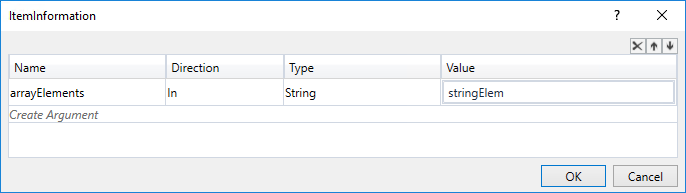 ItemInformation
Name Direction Type Value
arrayElements In String stringElem
Create Argument
OK Cancel